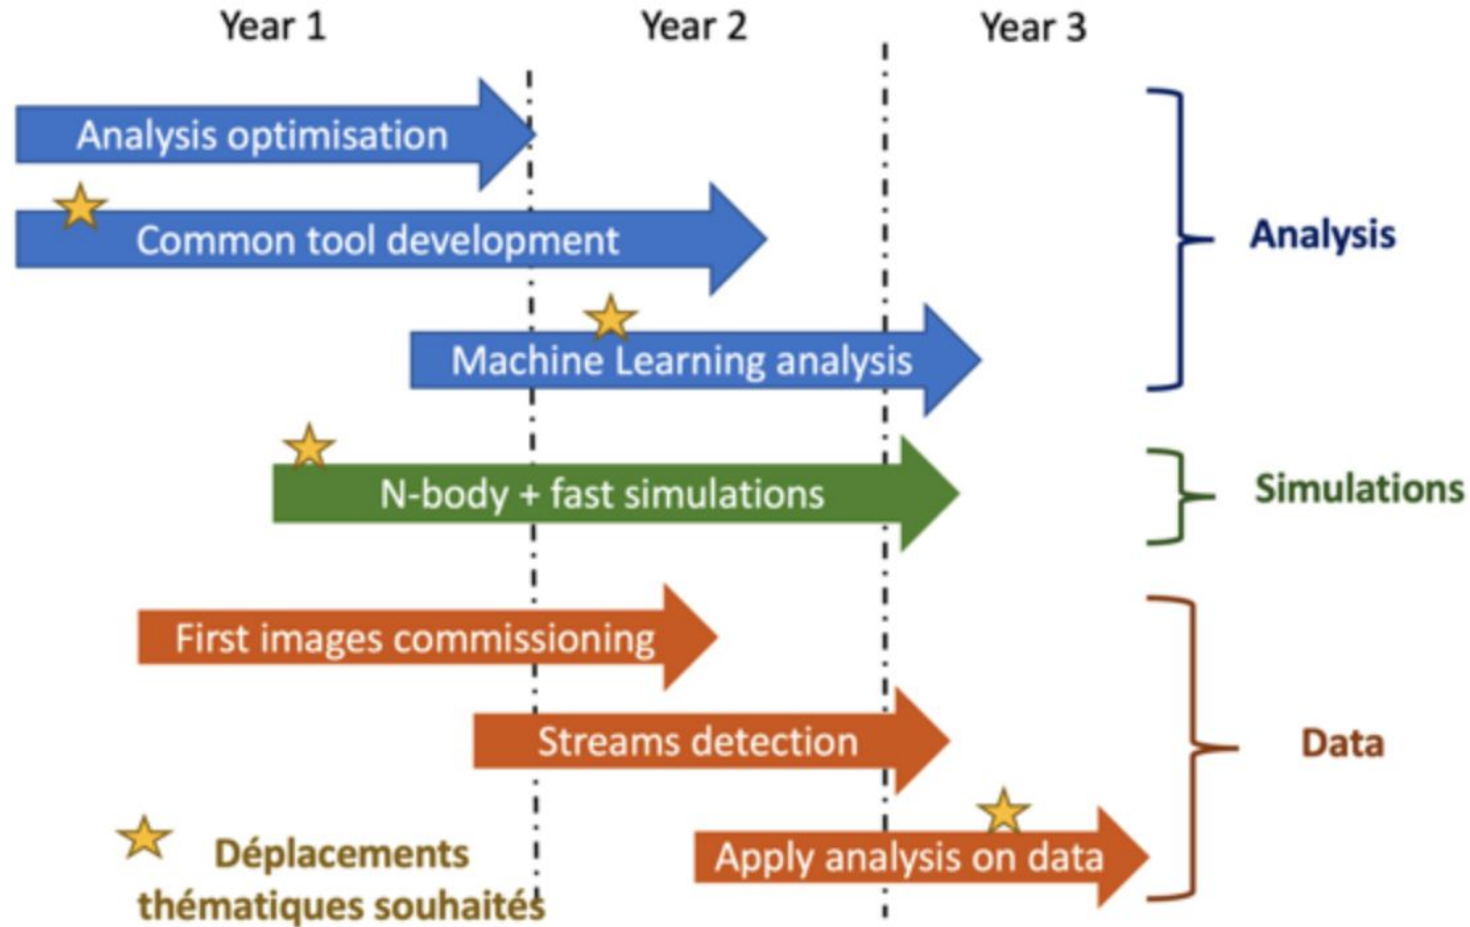 Year 1
Year 2
Year 3
Analysis optimisation
Common tool development
Analysis
Machine Learning analysis
N-body + fast simulations
Simulations
First images commissioning
Streams detection
Data
Apply analysis on data
Déplacements
thématiques souhaités